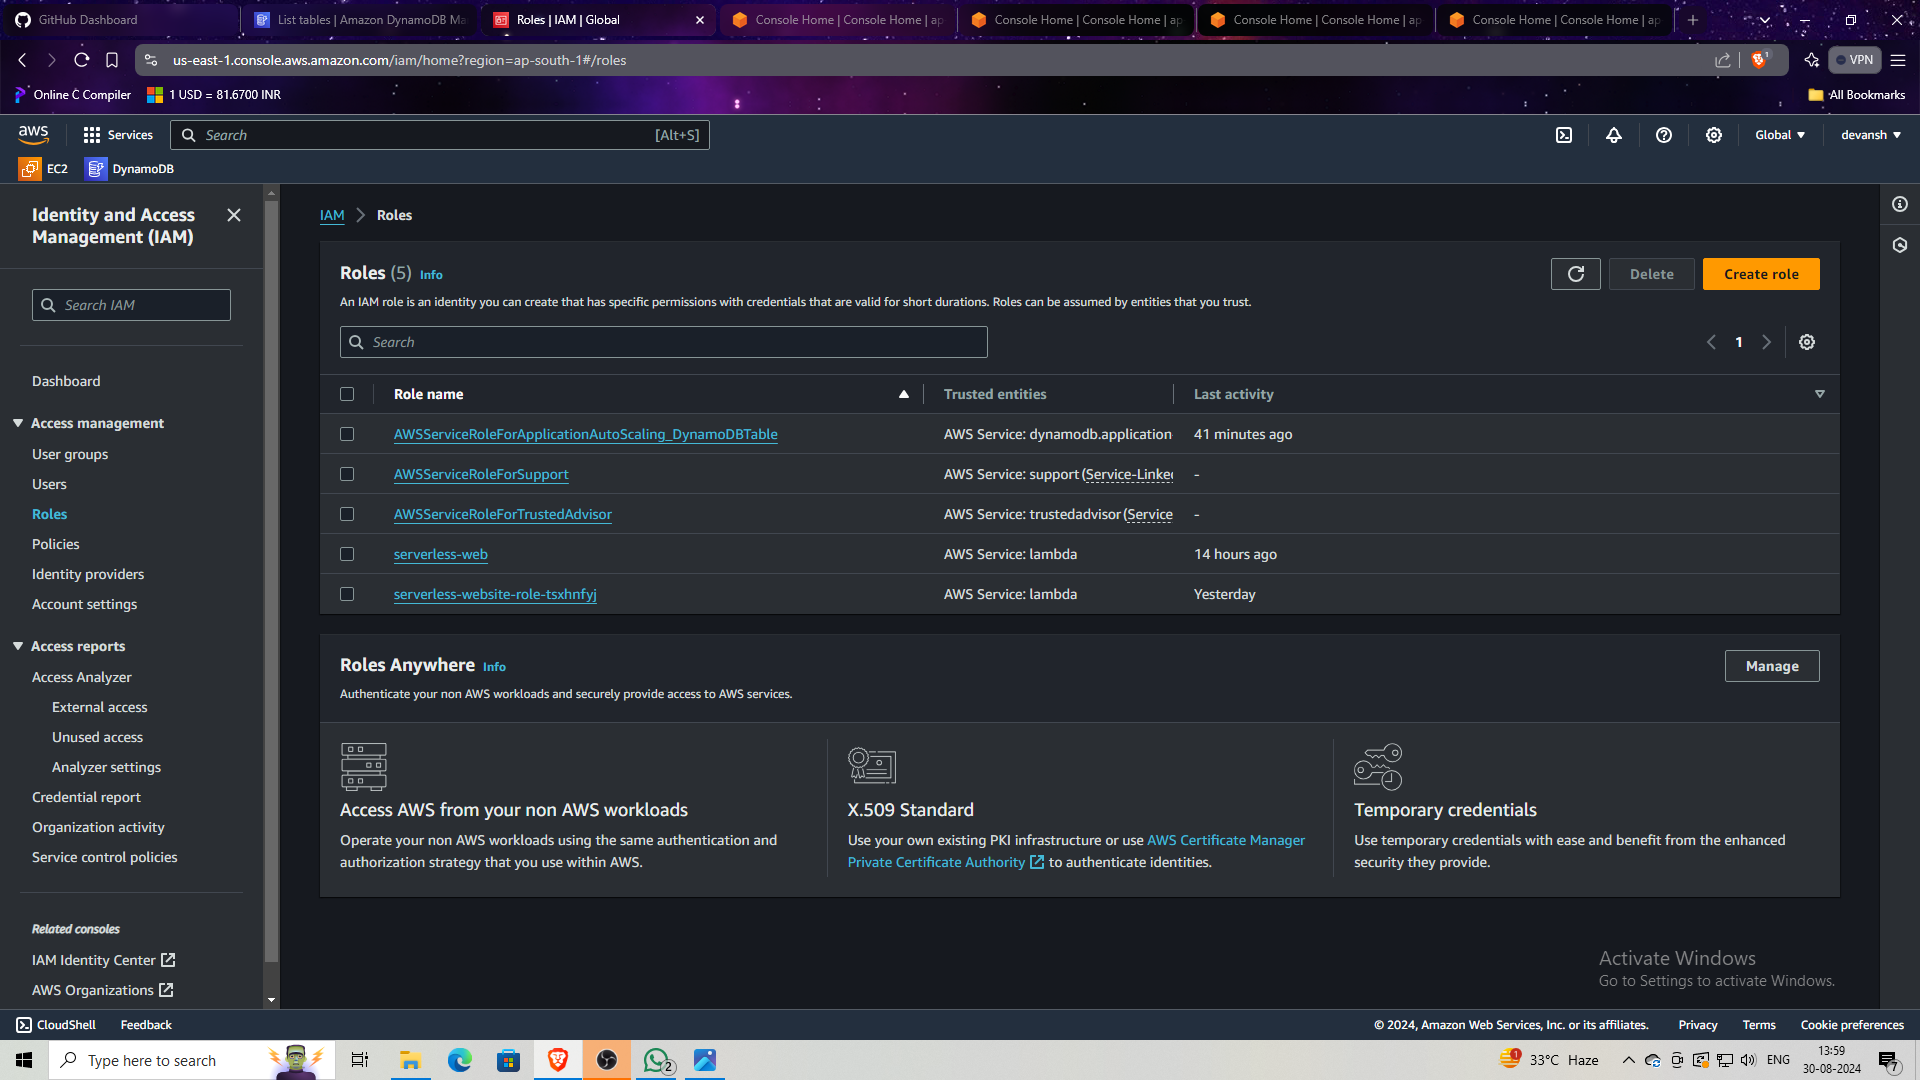 GitHub Dashboard
List tables | Amazon DynamoDB Ma
Roles | IAM | Global
Console Home | Console Home | ap
Console Home | Console Home | ap
Console Home | Console Home | ap
Console Home | Console Home | ap
us-east-1.console.aws.amazon.com/iam/home?region=ap-south-1#/roles
1
VPN
Online C Compiler
1 USD = 81.6700 INR
All Bookmarks
aws
Services
Search
[Alt+S]
Global
devansh
EC2
DynamoDB
Identity and Access
Management (IAM)
Search IAM
Dashboard
Access management
User groups
Users
Roles
Policies
Identity providers
Account settings
Access reports
Access Analyzer
External access
Unused access
Analyzer settings
Credential report
Organization activity
Service control policies
Related consoles
IAM Identity Center
AWS Organizations
IAM > Roles
Roles (5) Info
Delete
Create role
An IAM role is an identity you can create that has specific permissions with credentials that are valid for short durations. Roles can be assumed by entities that you trust.
Search
1
Role name
Trusted entities
Last activity
AWSServiceRoleForApplicationAutoScaling_DynamoDBTable
AWS Service: dynamodb.application
41 minutes ago
AWSServiceRoleForSupport
AWS Service: support (Service-Linked
-
AWSServiceRoleForTrustedAdvisor
AWS Service: trustedadvisor (Service
-
serverless-web
AWS Service: lambda
14 hours ago
serverless-website-role-tsxhnfyj
AWS Service: lambda
Yesterday
Roles Anywhere Info
Manage
Authenticate your non AWS workloads and securely provide access to AWS services.
Access AWS from your non AWS workloads
Operate your non AWS workloads using the same authentication and
authorization strategy that you use within AWS.
X.509 Standard
Use your own existing PKI infrastructure or use AWS Certificate Manager
Private Certificate Authority to authenticate identities.
Temporary credentials
Use temporary credentials with ease and benefit from the enhanced
security they provide.
Activate Windows
Go to Settings to activate Windows.
CloudShell
Feedback
© 2024, Amazon Web Services, Inc. or its affiliates.
Privacy
Terms
Cookie preferences
Type here to search
2
1
33°C Haze
ENG
13:59
30-08-2024
7